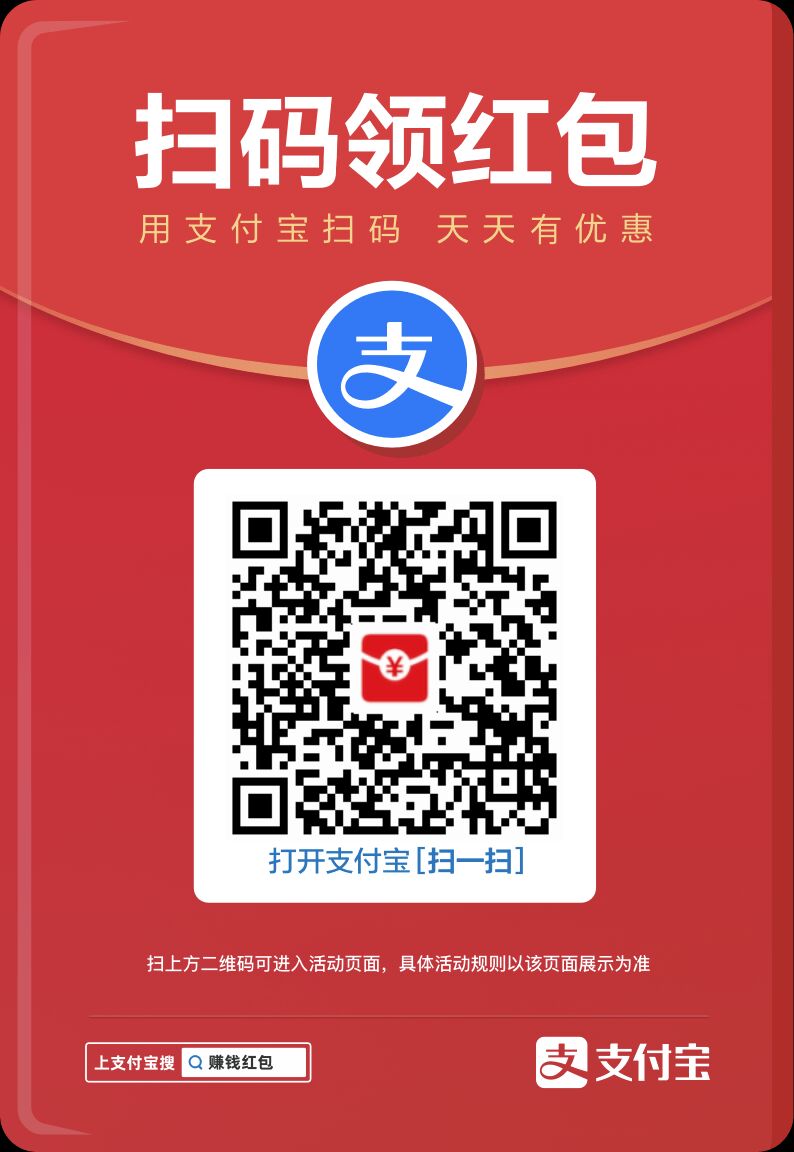 扫码领红包
用支付宝扫码 天天有优惠
支
¥
打开支付宝[扫一扫]
扫上方二维码可进入活动页面，具体活动规则以该页面展示为准
上支付宝搜 赚钱红包
支 支付宝